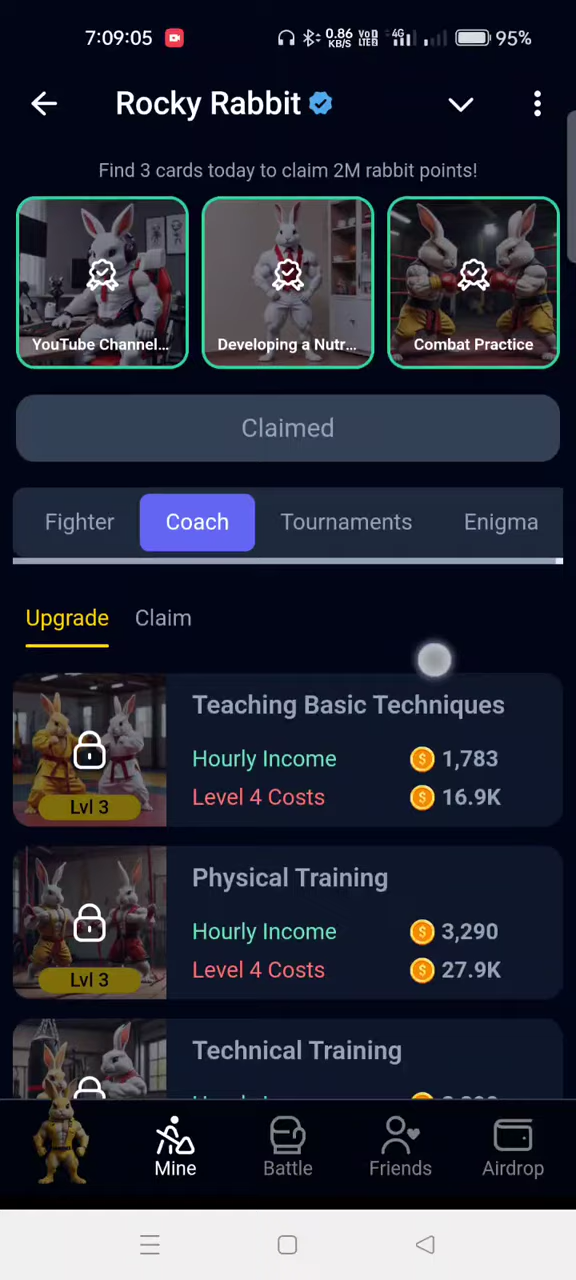 7:09:05 0.86 KB/S VoD LTE 4G 95%
Rocky Rabbit
Find 3 cards today to claim 2M rabbit points!
YouTube Channel... Developing a Nutr... Combat Practice
Claimed
Fighter Coach Tournaments Enigma
Upgrade Claim
Teaching Basic Techniques
Hourly Income 1,783
Level 4 Costs 16.9K
Lvl 3
Physical Training
Hourly Income 3,290
Level 4 Costs 27.9K
Lvl 3
Technical Training
Mine Battle Friends Airdrop